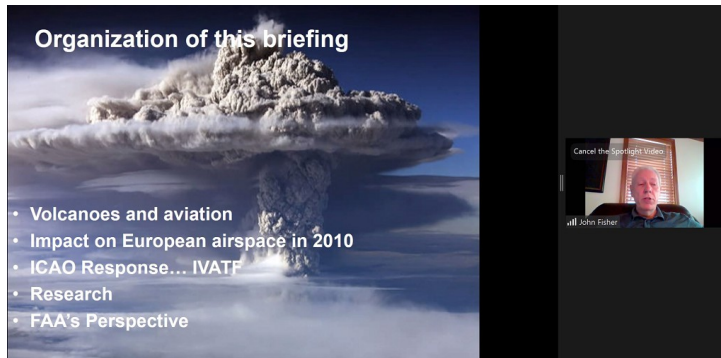 Organization of this briefing
• Volcanoes and aviation
• Impact on European airspace in 2010
• ICAO Response… IVATF
• Research
• FAA's Perspective
Cancel the Spotlight Video
John Fisher